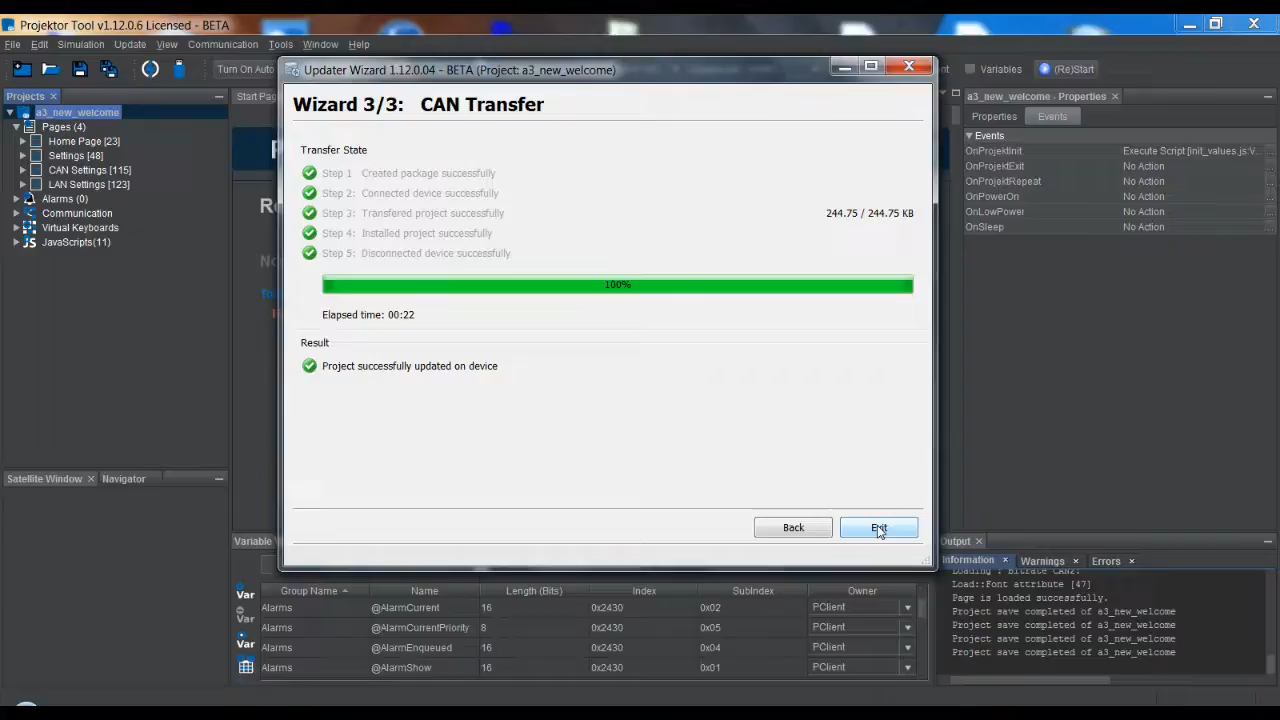 Projektor Tool v1.12.0.6 Licensed - BETA
File Edit Simulation Update View Communication Tools Window Help
Turn On Auto
Variables (Re)Start
Projects
a3_new_welcome
Pages (4)
Home Page [23]
Settings [48]
CAN Settings [115]
LAN Settings [123]
Alarms (0)
Communication
Virtual Keyboards
JavaScripts(11)
Satellite Window Navigator
Start Pag
Updater Wizard 1.12.0.04 - BETA (Project: a3_new_welcome)
Wizard 3/3: CAN Transfer
Transfer State
Step 1 Created package successfully
Step 2: Connected device successfully
Step 3: Transfered project successfully 244.75 / 244.75 KB
Step 4: Installed project successfully
Step 5: Disconnected device successfully
100%
Elapsed time: 00:22
Result
Project successfully updated on device
Back Exit
a3_new_welcome - Properties
Properties Events
Events
OnProjektInit Execute Script [init_values.js:V...
OnProjektExit No Action
OnProjektRepeat No Action
OnPowerOn No Action
OnLowPower No Action
OnSleep No Action
Variable
Group Name Name Length (Bits) Index SubIndex Owner
Alarms @AlarmCurrent 16 0x2430 0x02 PClient
Alarms @AlarmCurrentPriority 8 0x2430 0x05 PClient
Alarms @AlarmEnqueued 16 0x2430 0x04 PClient
Alarms @AlarmShow 16 0x2430 0x01 PClient
Var
Var
Var
Output
Information Warnings Errors
Loading : Bitrate CAN2:
Load::Font attribute [47]
Page is loaded successfully.
Project save completed of a3_new_welcome
Project save completed of a3_new_welcome
Project save completed of a3_new_welcome
Project save completed of a3_new_welcome